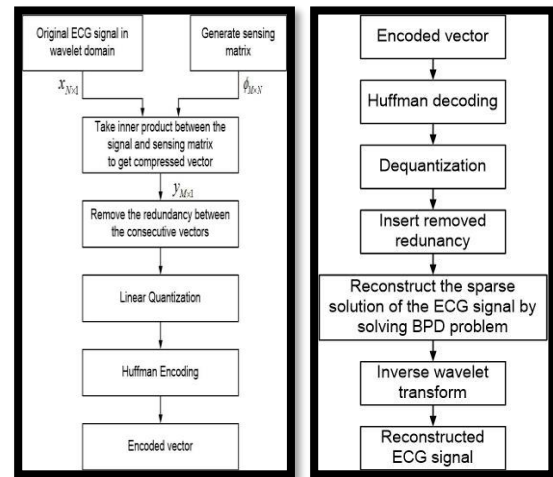 Original ECG signal in
wavelet domain
Generate sensing
matrix
x_{N×1}
ϕ_{M×N}
Take inner product between the
signal and sensing matrix
to get compressed vector
y_{M×1}
Remove the redundancy between
the consecutive vectors
Linear Quantization
Huffman Encoding
Encoded vector
Encoded vector
Huffman decoding
Dequantization
Insert removed
redunancy
Reconstruct the sparse
solution of the ECG signal by
solving BPD problem
Inverse wavelet
transform
Reconstructed
ECG signal